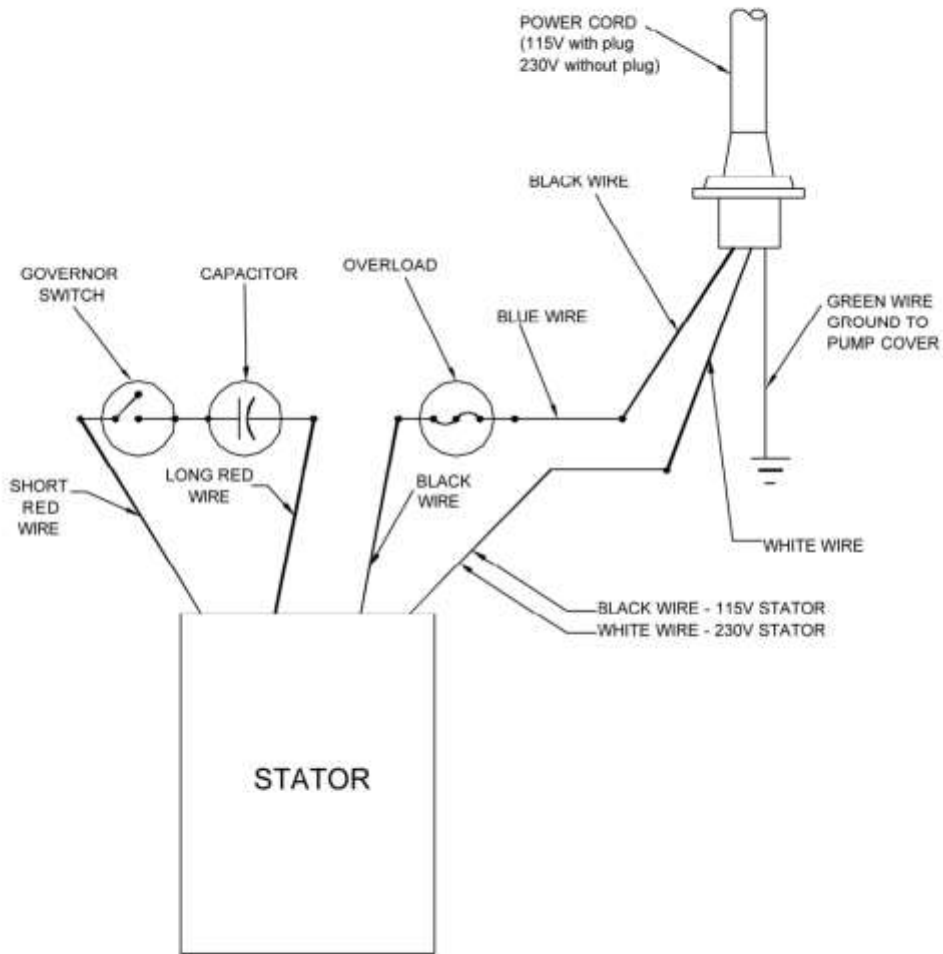 POWER CORD
(115V with plug
230V without plug)
BLACK WIRE
GOVERNOR
SWITCH
CAPACITOR
OVERLOAD
BLUE WIRE
GREEN WIRE
GROUND TO
PUMP COVER
SHORT
RED
WIRE
LONG RED
WIRE
BLACK
WIRE
WHITE WIRE
BLACK WIRE - 115V STATOR
WHITE WIRE - 230V STATOR
STATOR